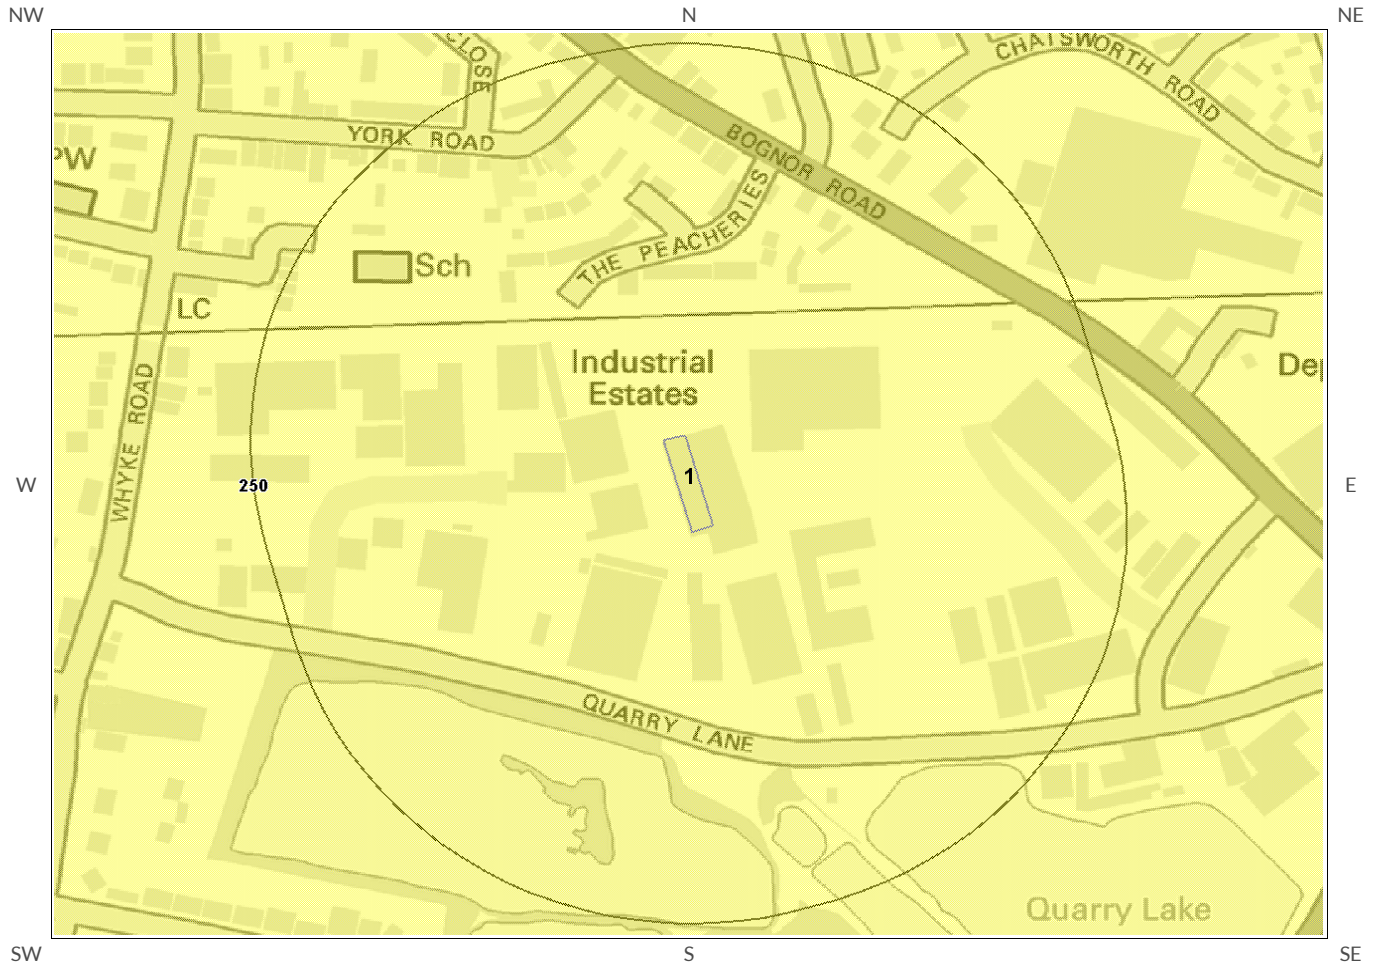 NW
N
NE
CLOSE
CHATSWORTH ROAD
YORK ROAD
BOGNOR ROAD
PW
THE PEACHERIES
Sch
LC
Industrial
Estates
WHYKE ROAD
1
W
250
E
QUARRY LANE
Quarry Lake
SW
S
SE